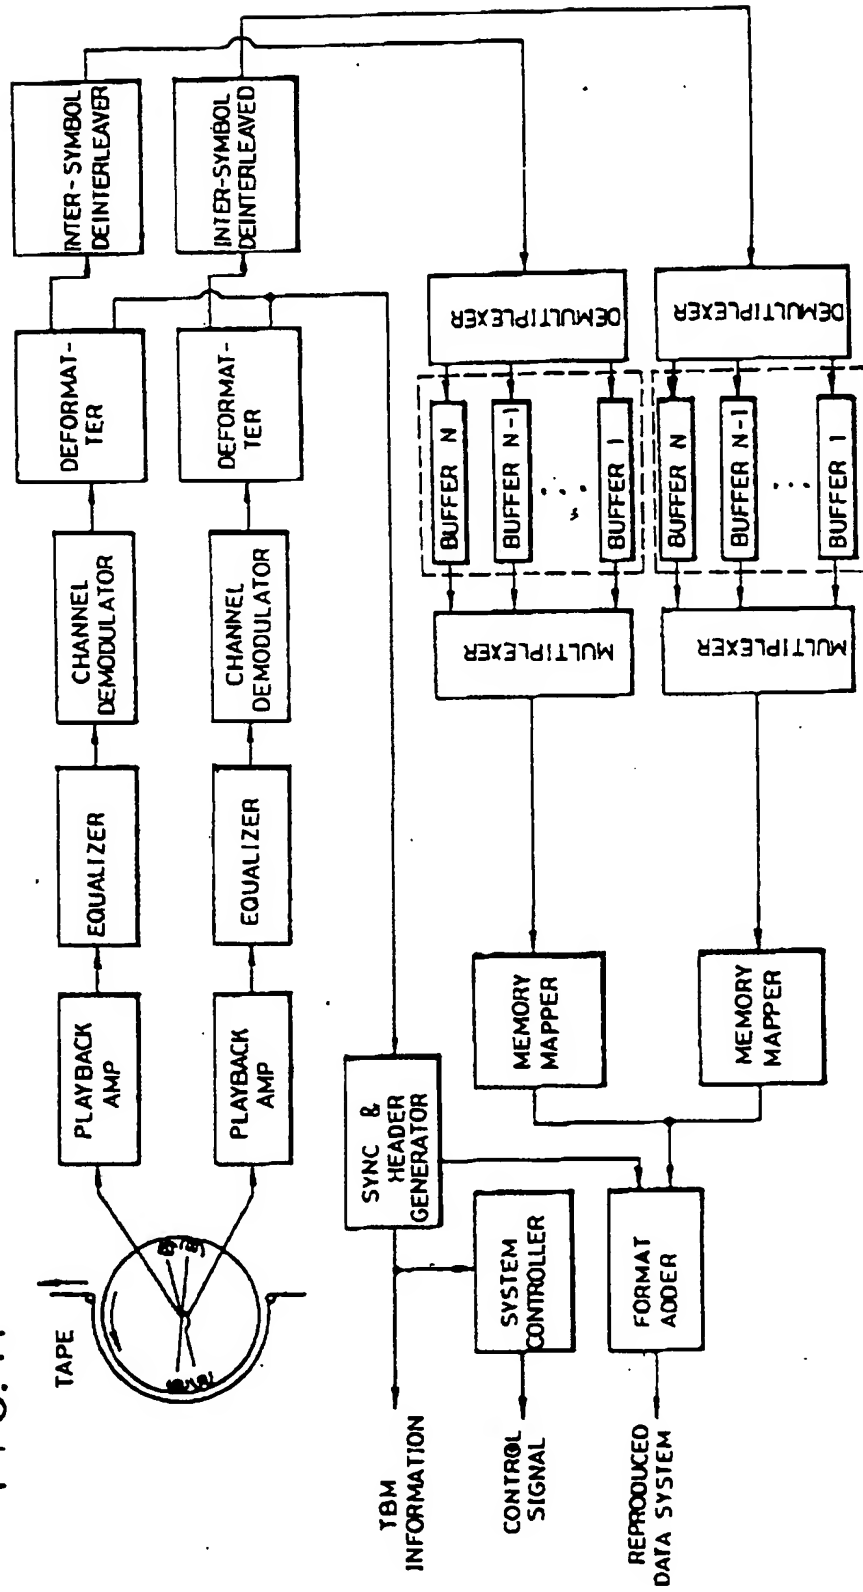 TAPE
PLAYBACK
AMP
EQUALIZER
CHANNEL
DEMODULATOR
DEFORMAT-
TER
INTER-SYMBOL
DEINTERLEAVER
PLAYBACK
AMP
EQUALIZER
CHANNEL
DEMODULATOR
DEFORMAT-
TER
INTER-SYMBOL
DEINTERLEAVED
TBM
INFORMATION
SYNC &
HEADER
GENERATOR
CONTROL
SIGNAL
SYSTEM
CONTROLLER
MEMORY
MAPPER
MULTIPLEXER
BUFFER N
BUFFER N-1
...
BUFFER 1
DEMULTIPLEXER
REPRODUCED
DATA SYSTEM
FORMAT
ADDER
MEMORY
MAPPER
MULTIPLEXER
BUFFER N
BUFFER N-1
...
BUFFER 1
DEMULTIPLEXER